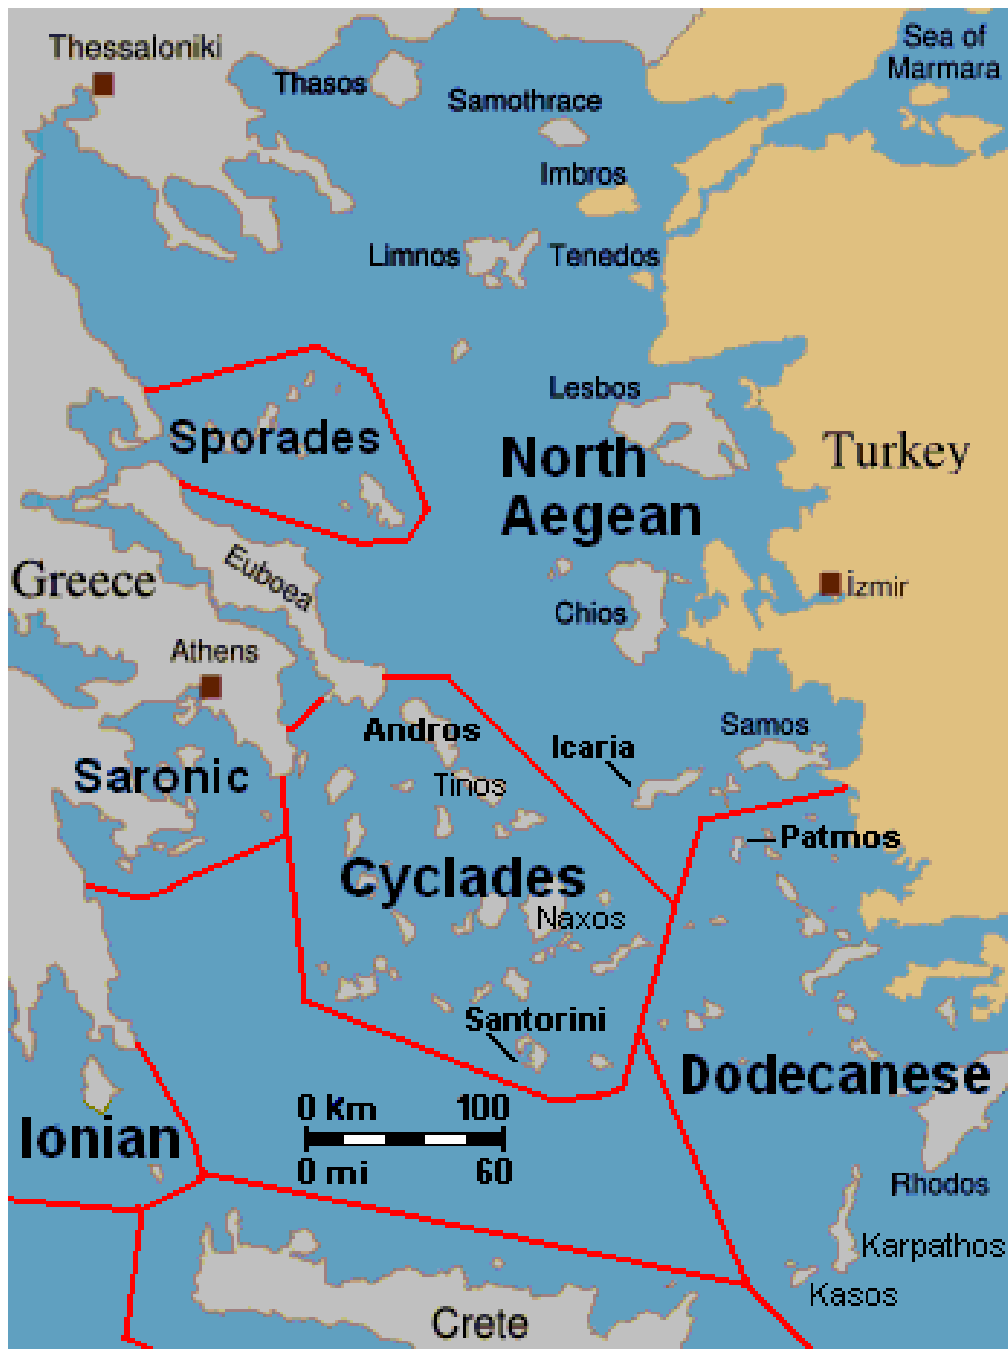 Thessaloniki
Thasos
Sea of
Marmara
Samothrace
Imbros
Limnos
Tenedos
Lesbos
Sporades
North
Aegean
Turkey
Greece
Euboea
Chios
İzmir
Athens
Andros
Icaria
Samos
Saronic
Tinos
Patmos
Cyclades
Naxos
Santorini
Dodecanese
0 Km 100
0 mi 60
Ionian
Rhodos
Karpathos
Kasos
Crete